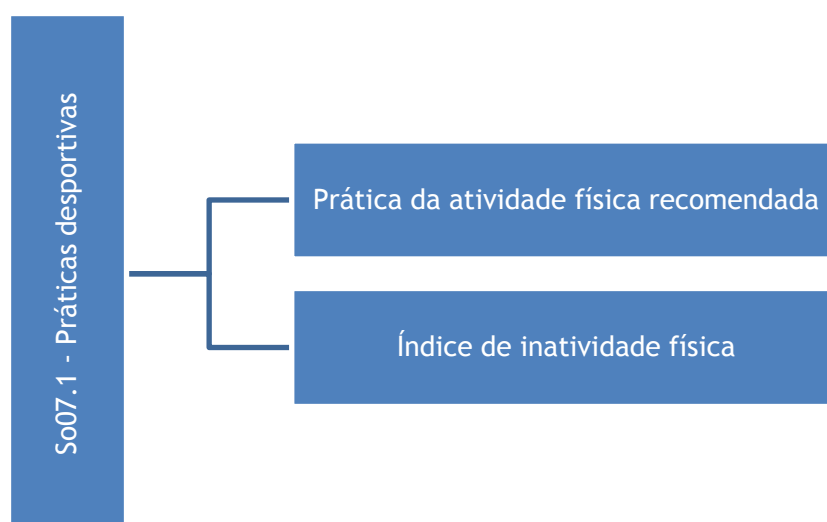 So07.1 - Práticas desportivas
Prática da atividade física recomendada
Índice de inatividade física